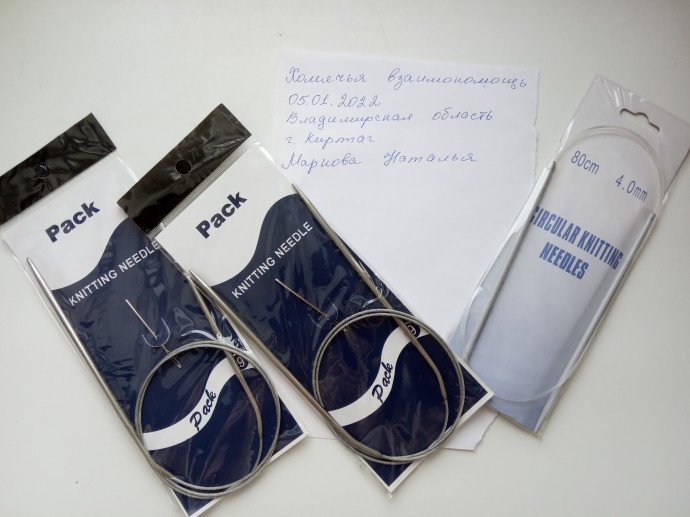 Хомячья взаимопомощь
05.01.2022
Владимирская область
г. Киржач
Маркова Наталья
Pack
KNITTING NEEDLE
Pack
Pack
KNITTING NEEDLE
Pack
80cm 4.0mm
CIRCULAR KNITTING
NEEDLES